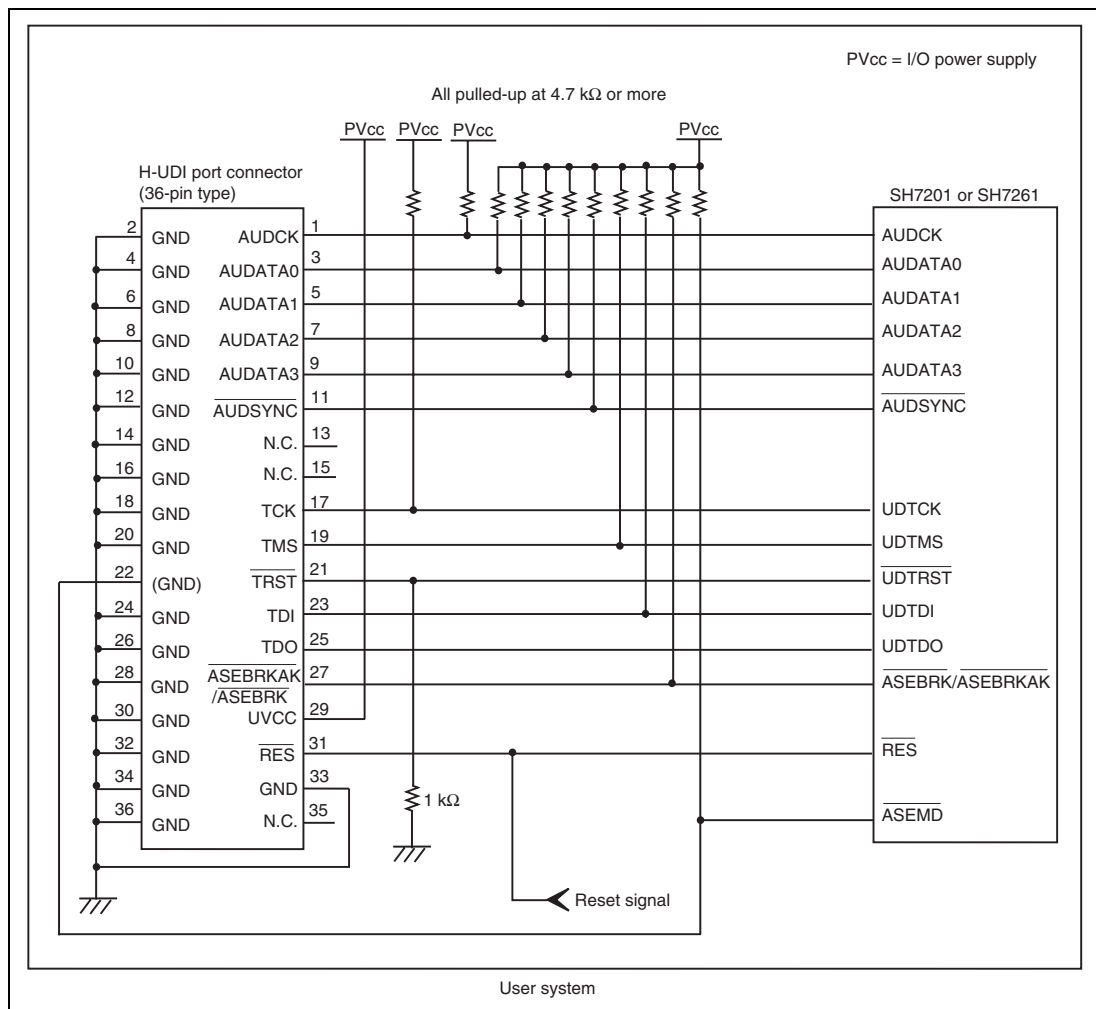 PVcc = I/O power supply
All pulled-up at 4.7 kΩ or more
PVcc PVcc PVcc PVcc
H-UDI port connector
(36-pin type)
SH7201 or SH7261
2 GND AUDCK 1 AUDCK
4 GND AUDATA0 3 AUDATA0
6 GND AUDATA1 5 AUDATA1
8 GND AUDATA2 7 AUDATA2
10 GND AUDATA3 9 AUDATA3
12 GND AUDSYNC 11 AUDSYNC
14 GND N.C. 13
16 GND N.C. 15
18 GND TCK 17 UDTCK
20 GND TMS 19 UDTMS
22 (GND) TRST 21 UDTRST
24 GND TDI 23 UDTDI
26 GND TDO 25 UDTDO
28 GND ASEBRKAK 27 ASEBRK/ASEBRKAK
/ASEBRK
30 GND UVCC 29
32 GND RES 31 RES
34 GND GND 33
36 GND N.C. 35
1 kΩ
ASEMD
Reset signal
User system